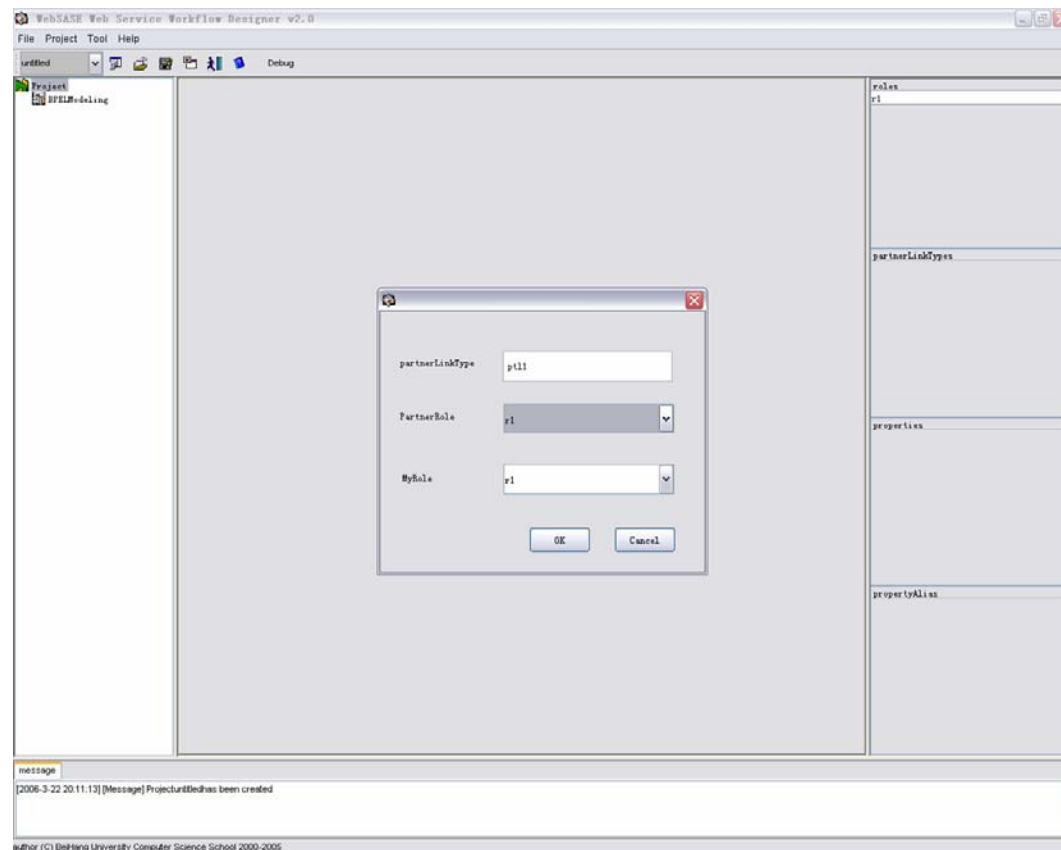 WebSASE Web Service Workflow Designer v2.0
File Project Tool Help
untitled Debug
Project
BPELModeling
roles
r1
partnerLinkTypes
properties
propertyAlias
partnerLinkType ptl1
PartnerRole r1
MyRole r1
OK Cancel
message
[2006-3-22 20:11:13] [Message] Projectuntitledhas been created
author (C) BeiHang University Computer Science School 2000-2005